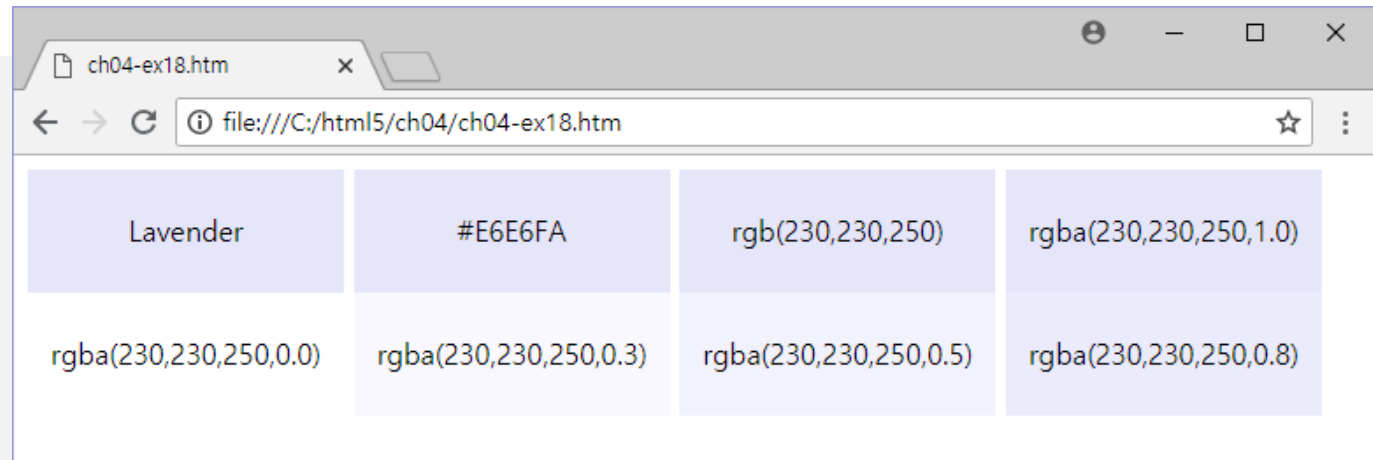 ch04-ex18.htm
file:///C:/html5/ch04/ch04-ex18.htm
Lavender #E6E6FA rgb(230,230,250) rgba(230,230,250,1.0)
rgba(230,230,250,0.0) rgba(230,230,250,0.3) rgba(230,230,250,0.5) rgba(230,230,250,0.8)